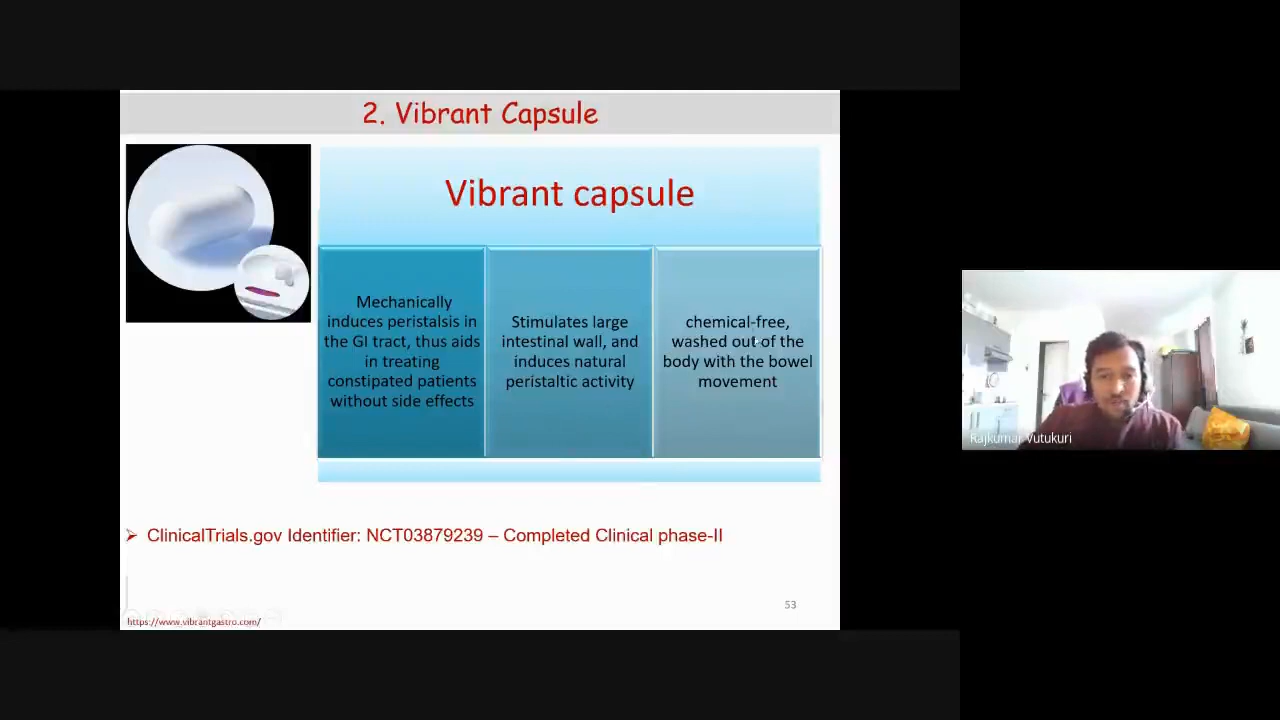 2. Vibrant Capsule
Vibrant capsule
Mechanically
induces peristalsis in
the GI tract, thus aids
in treating
constipated patients
without side effects
Stimulates large
intestinal wall, and
induces natural
peristaltic activity
chemical-free,
washed out of the
body with the bowel
movement
ClinicalTrials.gov Identifier: NCT03879239 – Completed Clinical phase-II
53
https://www.vibrantgastro.com/
Rajkumar Vutukuri